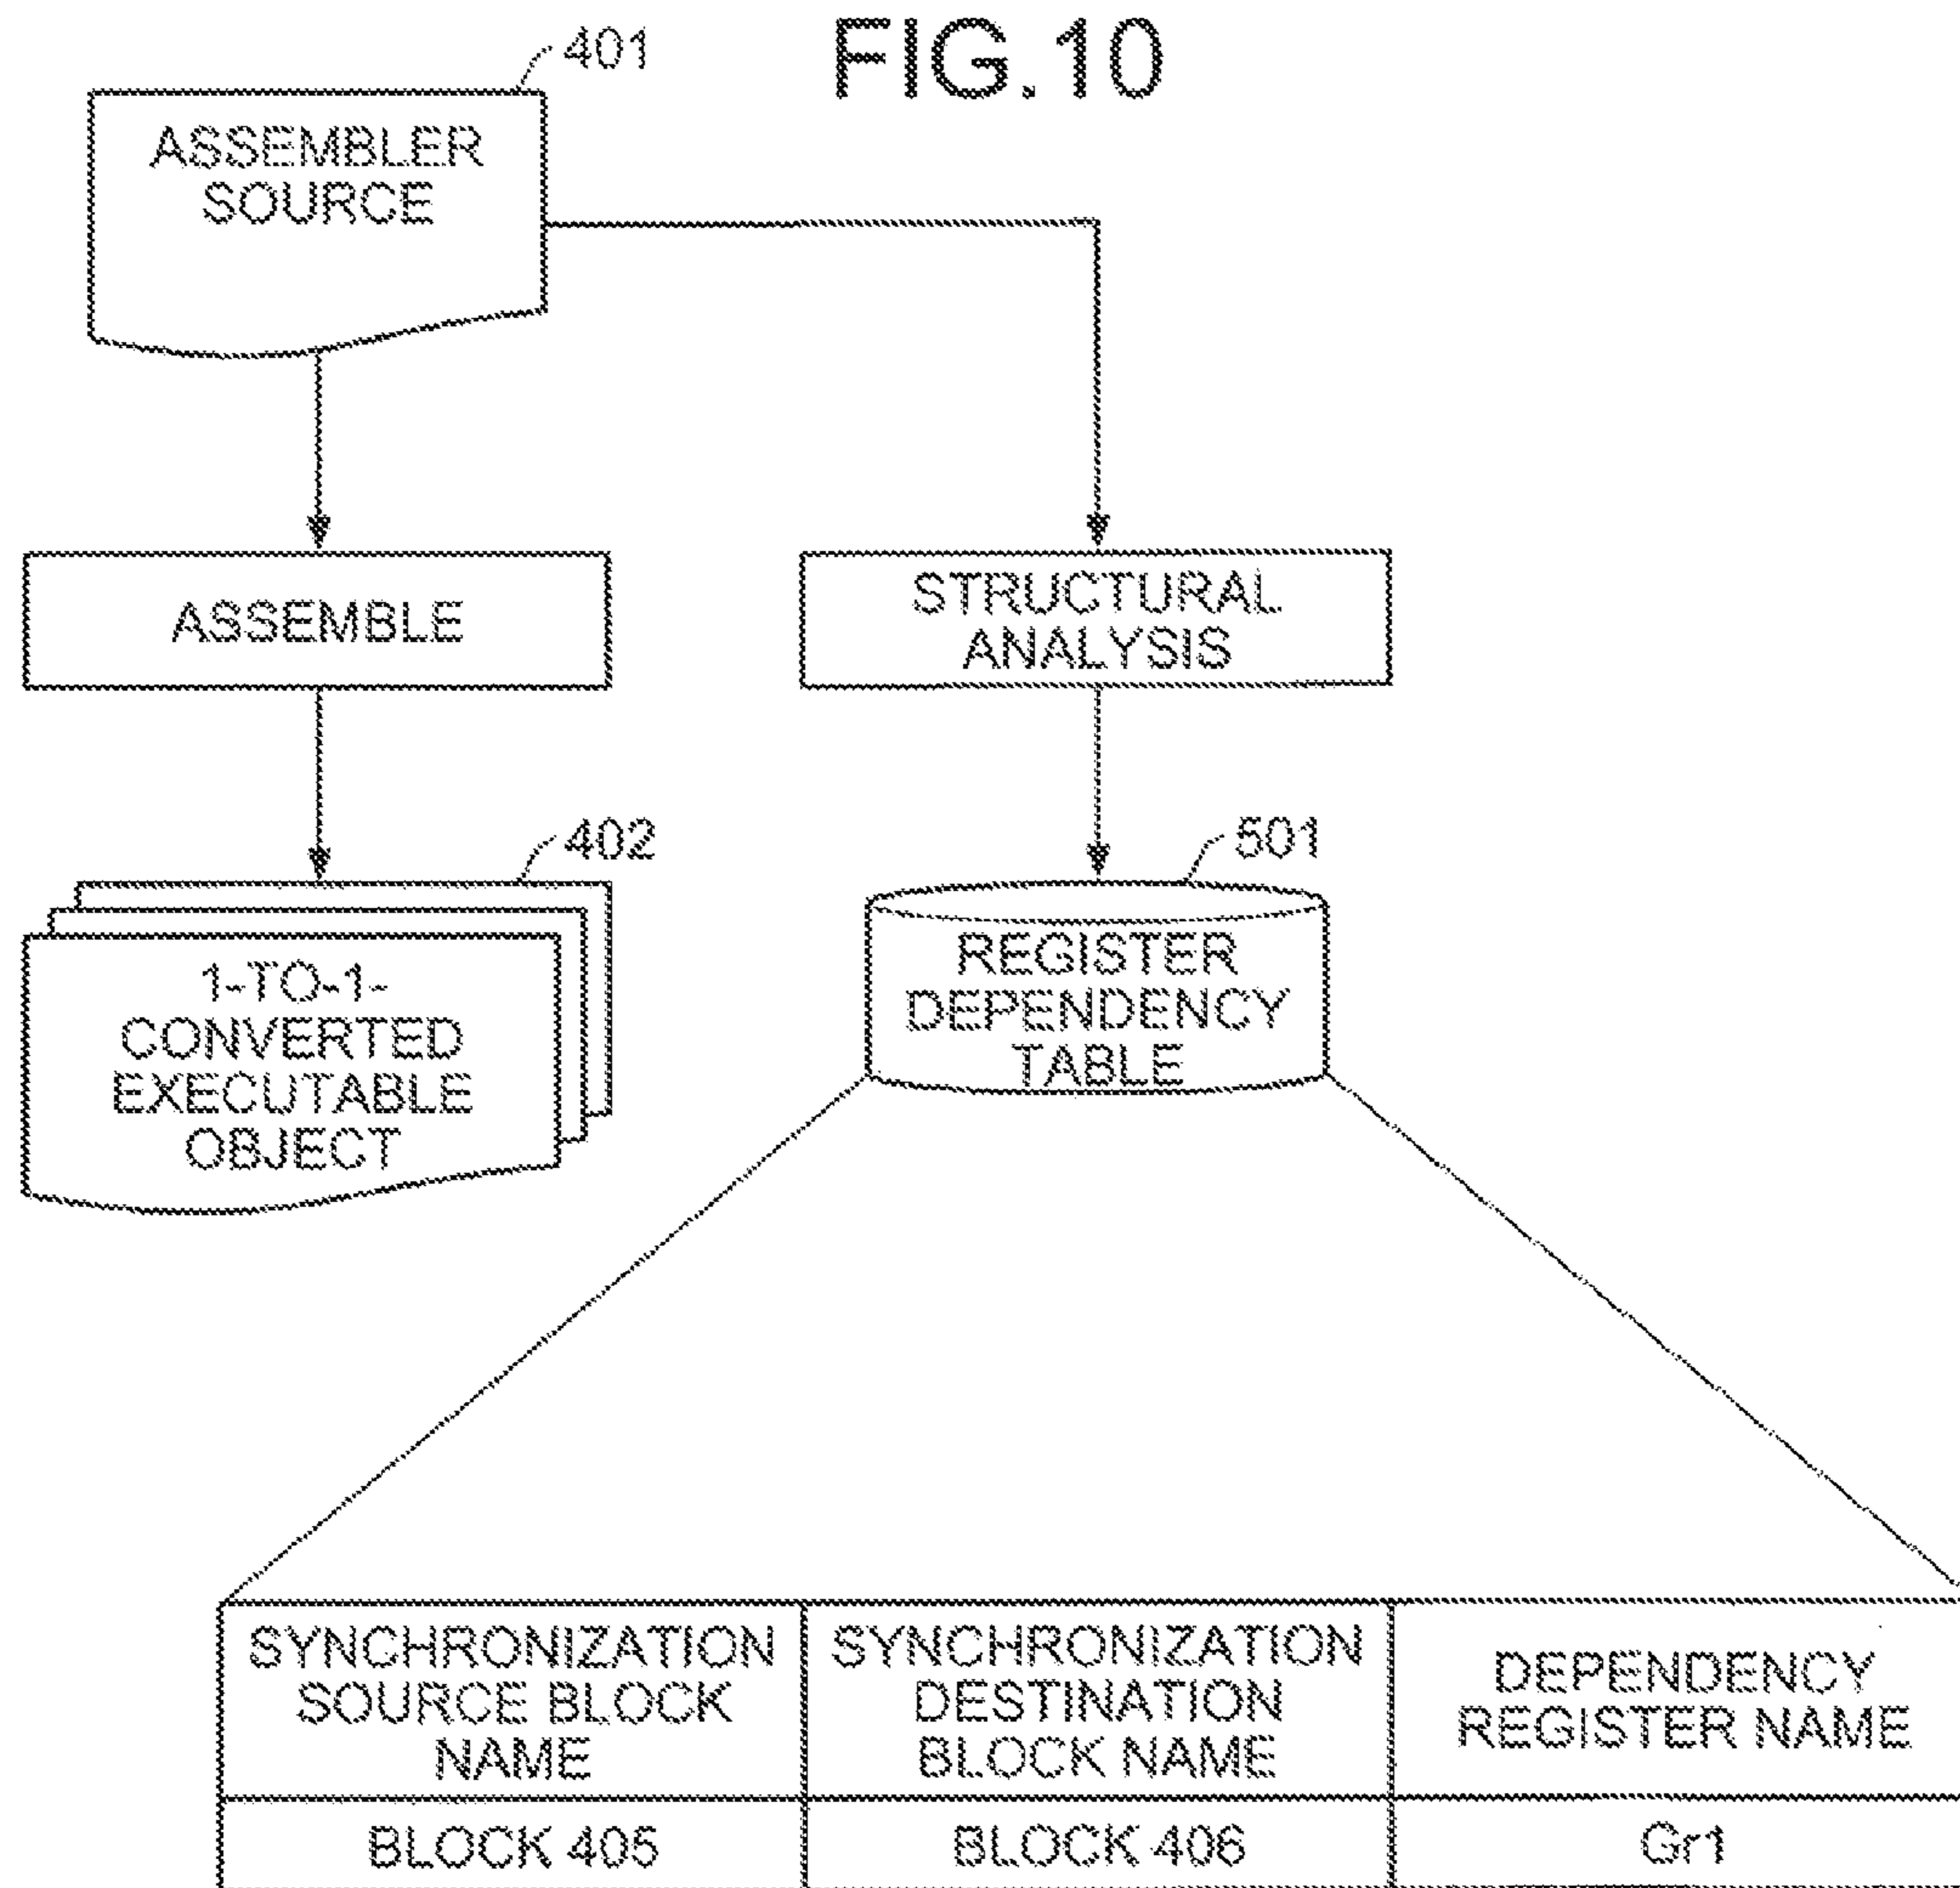 FIG.10
401
ASSEMBLER
SOURCE
ASSEMBLE
STRUCTURAL
ANALYSIS
402
1-TO-1-
CONVERTED
EXECUTABLE
OBJECT
501
REGISTER
DEPENDENCY
TABLE
SYNCHRONIZATION
SOURCE BLOCK
NAME
SYNCHRONIZATION
DESTINATION
BLOCK NAME
DEPENDENCY
REGISTER NAME
BLOCK 405
BLOCK 406
Gr1